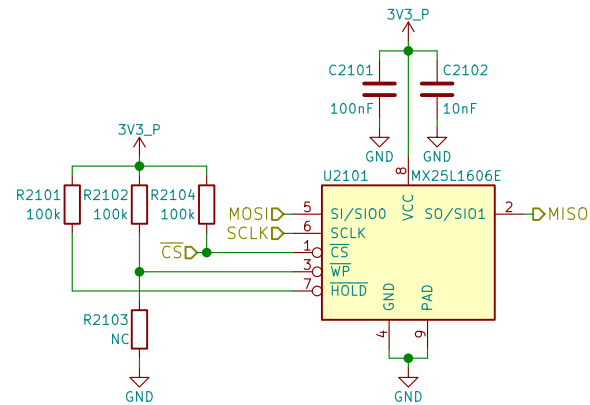 3V3_P
C2101
C2102
100nF
10nF
GND
GND
3V3_P
8
U2101
MX25L1606E
R2101
R2102
R2104
100k
100k
100k
VCC
MOSI
5
SI/SIO0
SO/SIO1
2
MISO
SCLK
6
SCLK
CS
1
CS
3
WP
7
HOLD
GND
PAD
R2103
NC
4
9
GND
GND